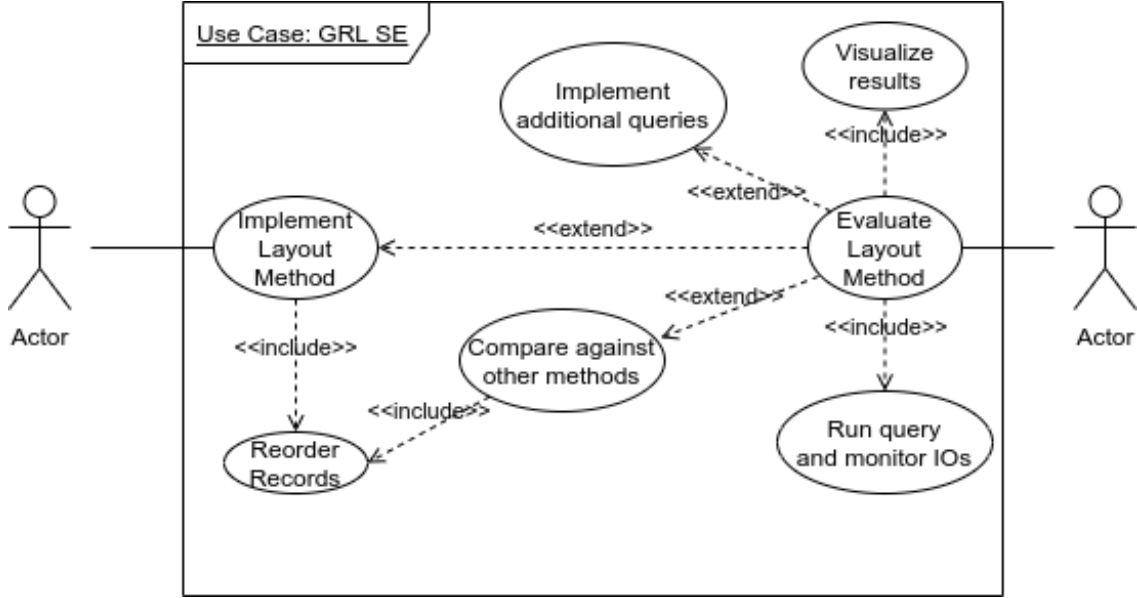 Use Case: GRL SE
Visualize
results
Implement
additional queries
<<include>>
<<extend>>
Implement
Layout
Method
<<extend>>
Evaluate
Layout
Method
Actor
Actor
<<extend>>
<<include>>
<<include>>
Compare against
other methods
<<include>>
Run query
and monitor IOs
Reorder
Records